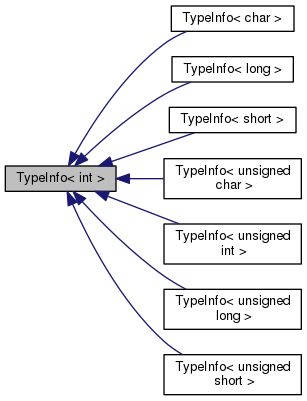 TypeInfo< char >
TypeInfo< long >
TypeInfo< short >
TypeInfo< int >
TypeInfo< unsigned
char >
TypeInfo< unsigned
int >
TypeInfo< unsigned
long >
TypeInfo< unsigned
short >